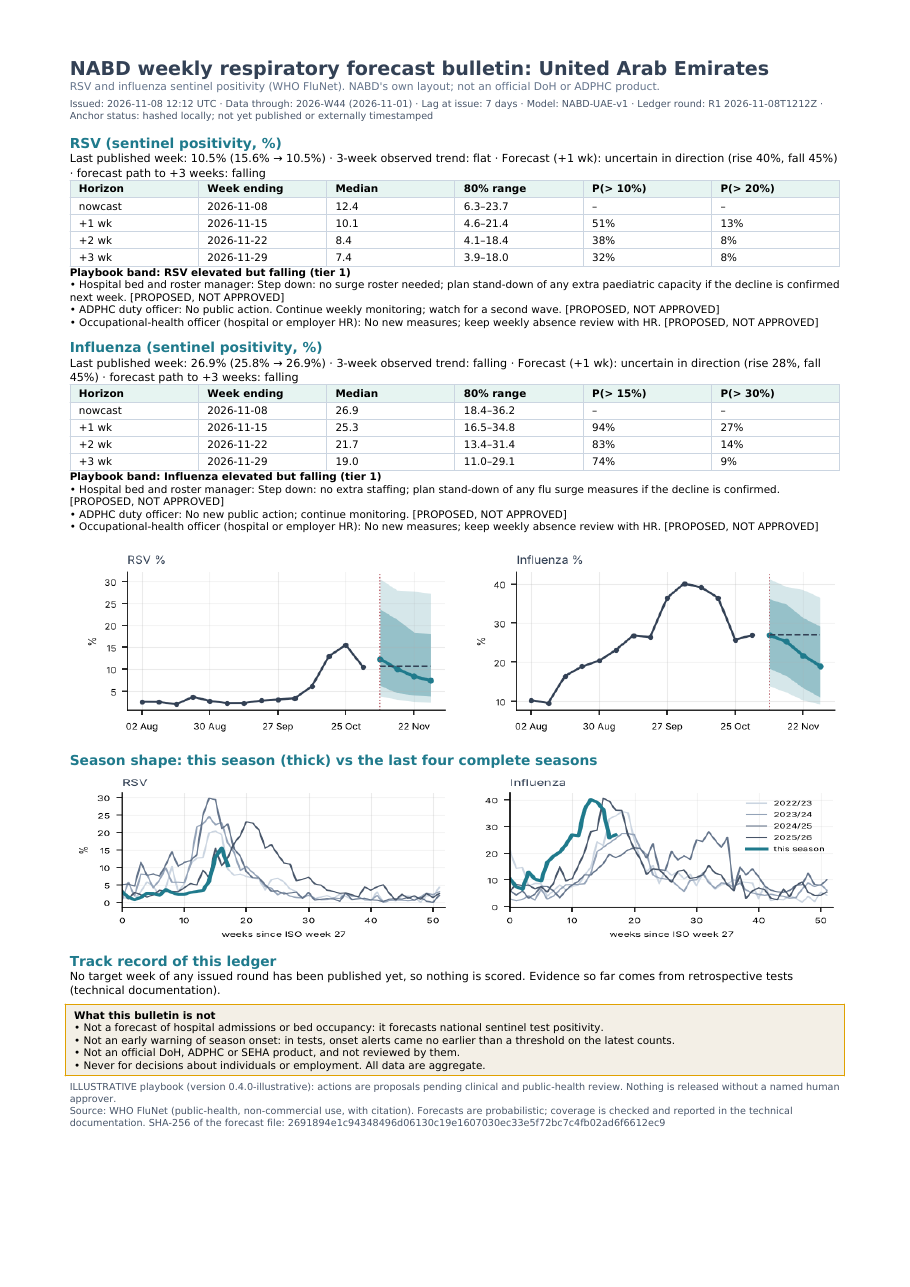 NABD weekly respiratory forecast bulletin: United Arab Emirates
RSV and influenza sentinel positivity (WHO FluNet). NABD's own layout; not an official DoH or ADPHC product.
Issued: 2026-11-08 12:12 UTC · Data through: 2026-W44 (2026-11-01) · Lag at issue: 7 days · Model: NABD-UAE-v1 · Ledger round: R1 2026-11-08T1212Z ·
Anchor status: hashed locally; not yet published or externally timestamped
RSV (sentinel positivity, %)
Last published week: 10.5% (15.6% → 10.5%) · 3-week observed trend: flat · Forecast (+1 wk): uncertain in direction (rise 40%, fall 45%)
· forecast path to +3 weeks: falling
Horizon Week ending Median 80% range P(> 10%) P(> 20%)
nowcast 2026-11-08 12.4 6.3–23.7 – –
+1 wk 2026-11-15 10.1 4.6–21.4 51% 13%
+2 wk 2026-11-22 8.4 4.1–18.4 38% 8%
+3 wk 2026-11-29 7.4 3.9–18.0 32% 8%
Playbook band: RSV elevated but falling (tier 1)
• Hospital bed and roster manager: Step down: no surge roster needed; plan stand-down of any extra paediatric capacity if the decline is confirmed
next week. [PROPOSED, NOT APPROVED]
• ADPHC duty officer: No public action. Continue weekly monitoring; watch for a second wave. [PROPOSED, NOT APPROVED]
• Occupational-health officer (hospital or employer HR): No new measures; keep weekly absence review with HR. [PROPOSED, NOT APPROVED]
Influenza (sentinel positivity, %)
Last published week: 26.9% (25.8% → 26.9%) · 3-week observed trend: falling · Forecast (+1 wk): uncertain in direction (rise 28%, fall
45%) · forecast path to +3 weeks: falling
Horizon Week ending Median 80% range P(> 15%) P(> 30%)
nowcast 2026-11-08 26.9 18.4–36.2 – –
+1 wk 2026-11-15 25.3 16.5–34.8 94% 27%
+2 wk 2026-11-22 21.7 13.4–31.4 83% 14%
+3 wk 2026-11-29 19.0 11.0–29.1 74% 9%
Playbook band: Influenza elevated but falling (tier 1)
• Hospital bed and roster manager: Step down: no extra staffing; plan stand-down of any flu surge measures if the decline is confirmed.
[PROPOSED, NOT APPROVED]
• ADPHC duty officer: No new public action; continue monitoring. [PROPOSED, NOT APPROVED]
• Occupational-health officer (hospital or employer HR): No new measures; keep weekly absence review with HR. [PROPOSED, NOT APPROVED]
RSV %
30
25
20
15
10
5
%
02 Aug 30 Aug 27 Sep 25 Oct 22 Nov
Influenza %
40
30
20
10
%
02 Aug 30 Aug 27 Sep 25 Oct 22 Nov
Season shape: this season (thick) vs the last four complete seasons
RSV
30
25
20
15
10
5
0
%
0 10 20 30 40 50
weeks since ISO week 27
Influenza
40
30
20
10
0
2022/23
2023/24
2024/25
2025/26
this season
0 10 20 30 40 50
weeks since ISO week 27
Track record of this ledger
No target week of any issued round has been published yet, so nothing is scored. Evidence so far comes from retrospective tests
(technical documentation).
What this bulletin is not
• Not a forecast of hospital admissions or bed occupancy: it forecasts national sentinel test positivity.
• Not an early warning of season onset: in tests, onset alerts came no earlier than a threshold on the latest counts.
• Not an official DoH, ADPHC or SEHA product, and not reviewed by them.
• Never for decisions about individuals or employment. All data are aggregate.
ILLUSTRATIVE playbook (version 0.4.0-illustrative): actions are proposals pending clinical and public-health review. Nothing is released without a named human
approver.
Source: WHO FluNet (public-health, non-commercial use, with citation). Forecasts are probabilistic; coverage is checked and reported in the technical
documentation. SHA-256 of the forecast file: 2691894e1c94348496d06130c19e1607030ec33e5f72bc7c4fb02ad6f6612ec9